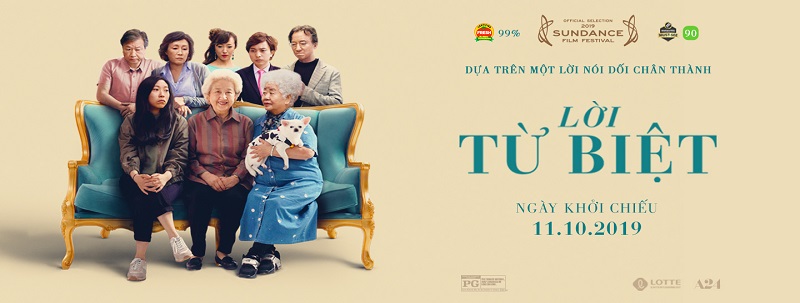 99%
OFFICIAL SELECTION
2019
SUNDANCE
FILM FESTIVAL
90
DỰA TRÊN MỘT LỜI NÓI DỐI CHÂN THÀNH
LỜI
TỪ BIỆT
NGÀY KHỞI CHIẾU
11.10.2019
PG
LOTTE
A24